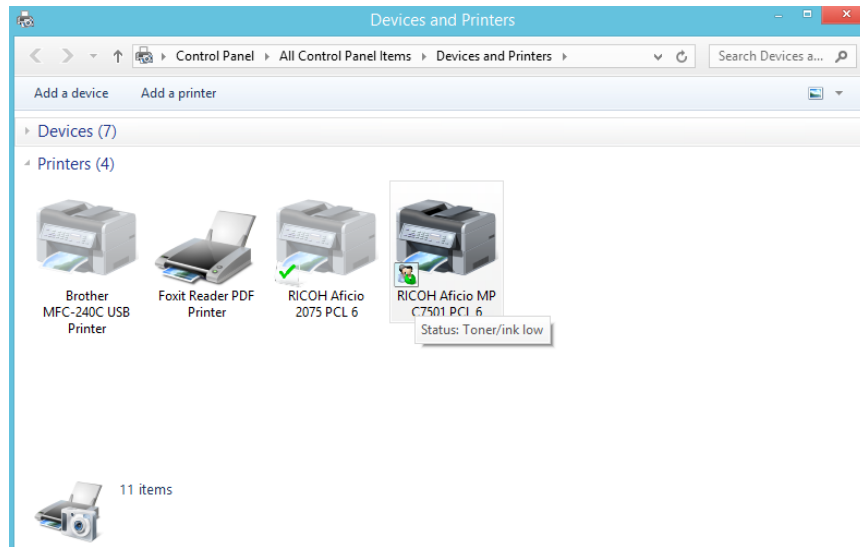 Devices and Printers
Control Panel
All Control Panel Items
Devices and Printers
Search Devices a...
Add a device
Add a printer
Devices (7)
Printers (4)
Brother
MFC-240C USB
Printer
Foxit Reader PDF
Printer
RICOH Aficio
2075 PCL 6
RICOH Aficio MP
C7501 PCL 6
Status: Toner/ink low
11 items